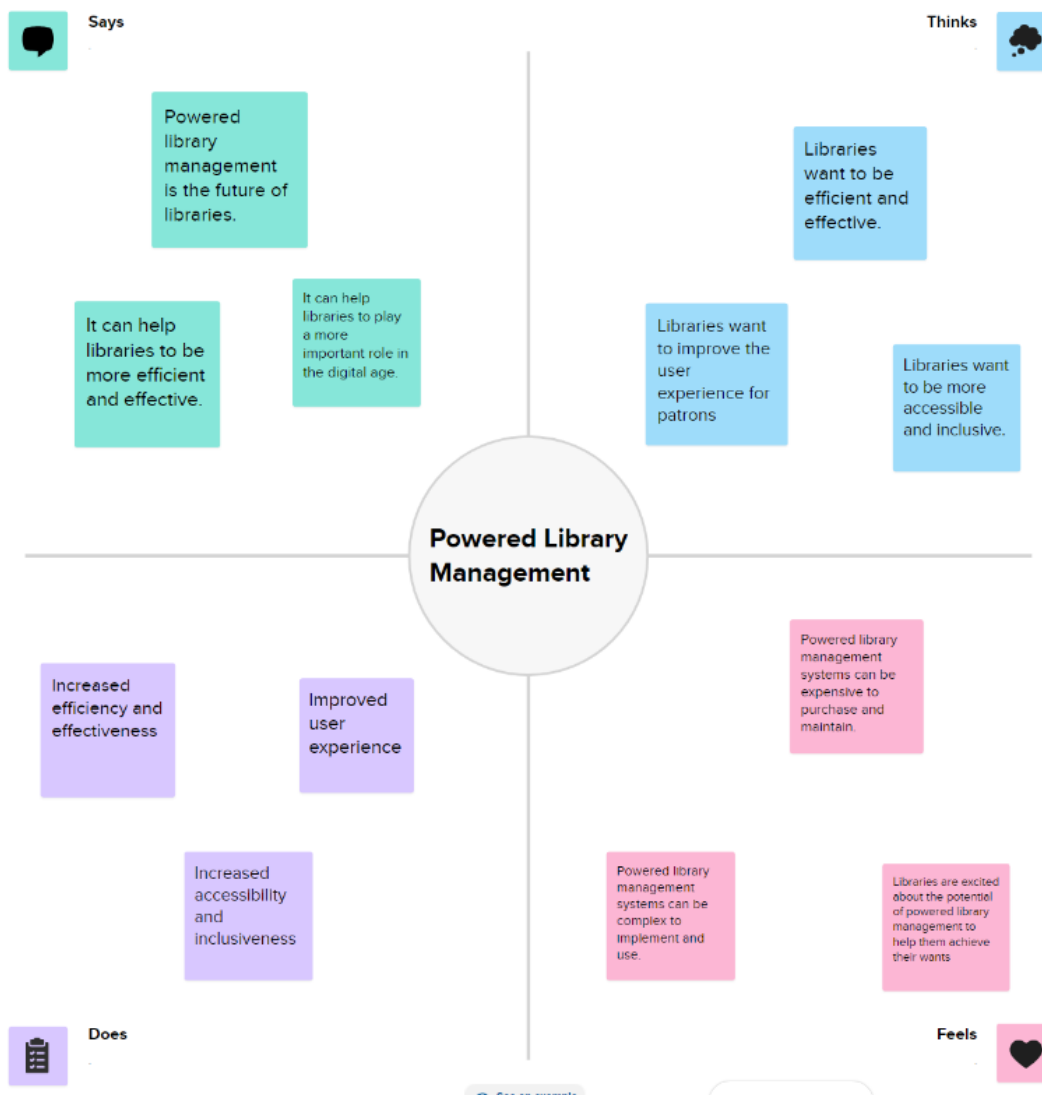 Says
Thinks
Powered
library
management
is the future of
libraries.
It can help
libraries to be
more efficient
and effective.
It can help
libraries to play
a more
important role in
the digital age.
Libraries
want to be
efficient and
effective.
Libraries want
to improve the
user
experience for
patrons
Libraries want
to be more
accessible
and inclusive.
Powered Library
Management
Increased
efficiency and
effectiveness
Improved
user
experience
Increased
accessibility
and
inclusiveness
Powered library
management
systems can be
expensive to
purchase and
maintain.
Powered library
management
systems can be
complex to
implement and
use.
Libraries are excited
about the potential
of powered library
management to
help them achieve
their wants
Does
Feels
See an example